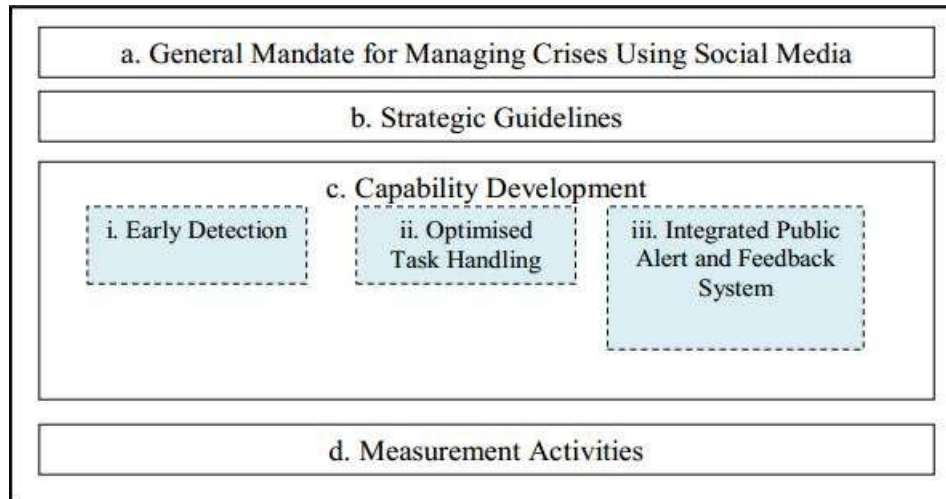 a. General Mandate for Managing Crises Using Social Media
b. Strategic Guidelines
c. Capability Development
i. Early Detection
ii. Optimised
Task Handling
iii. Integrated Public
Alert and Feedback
System
d. Measurement Activities